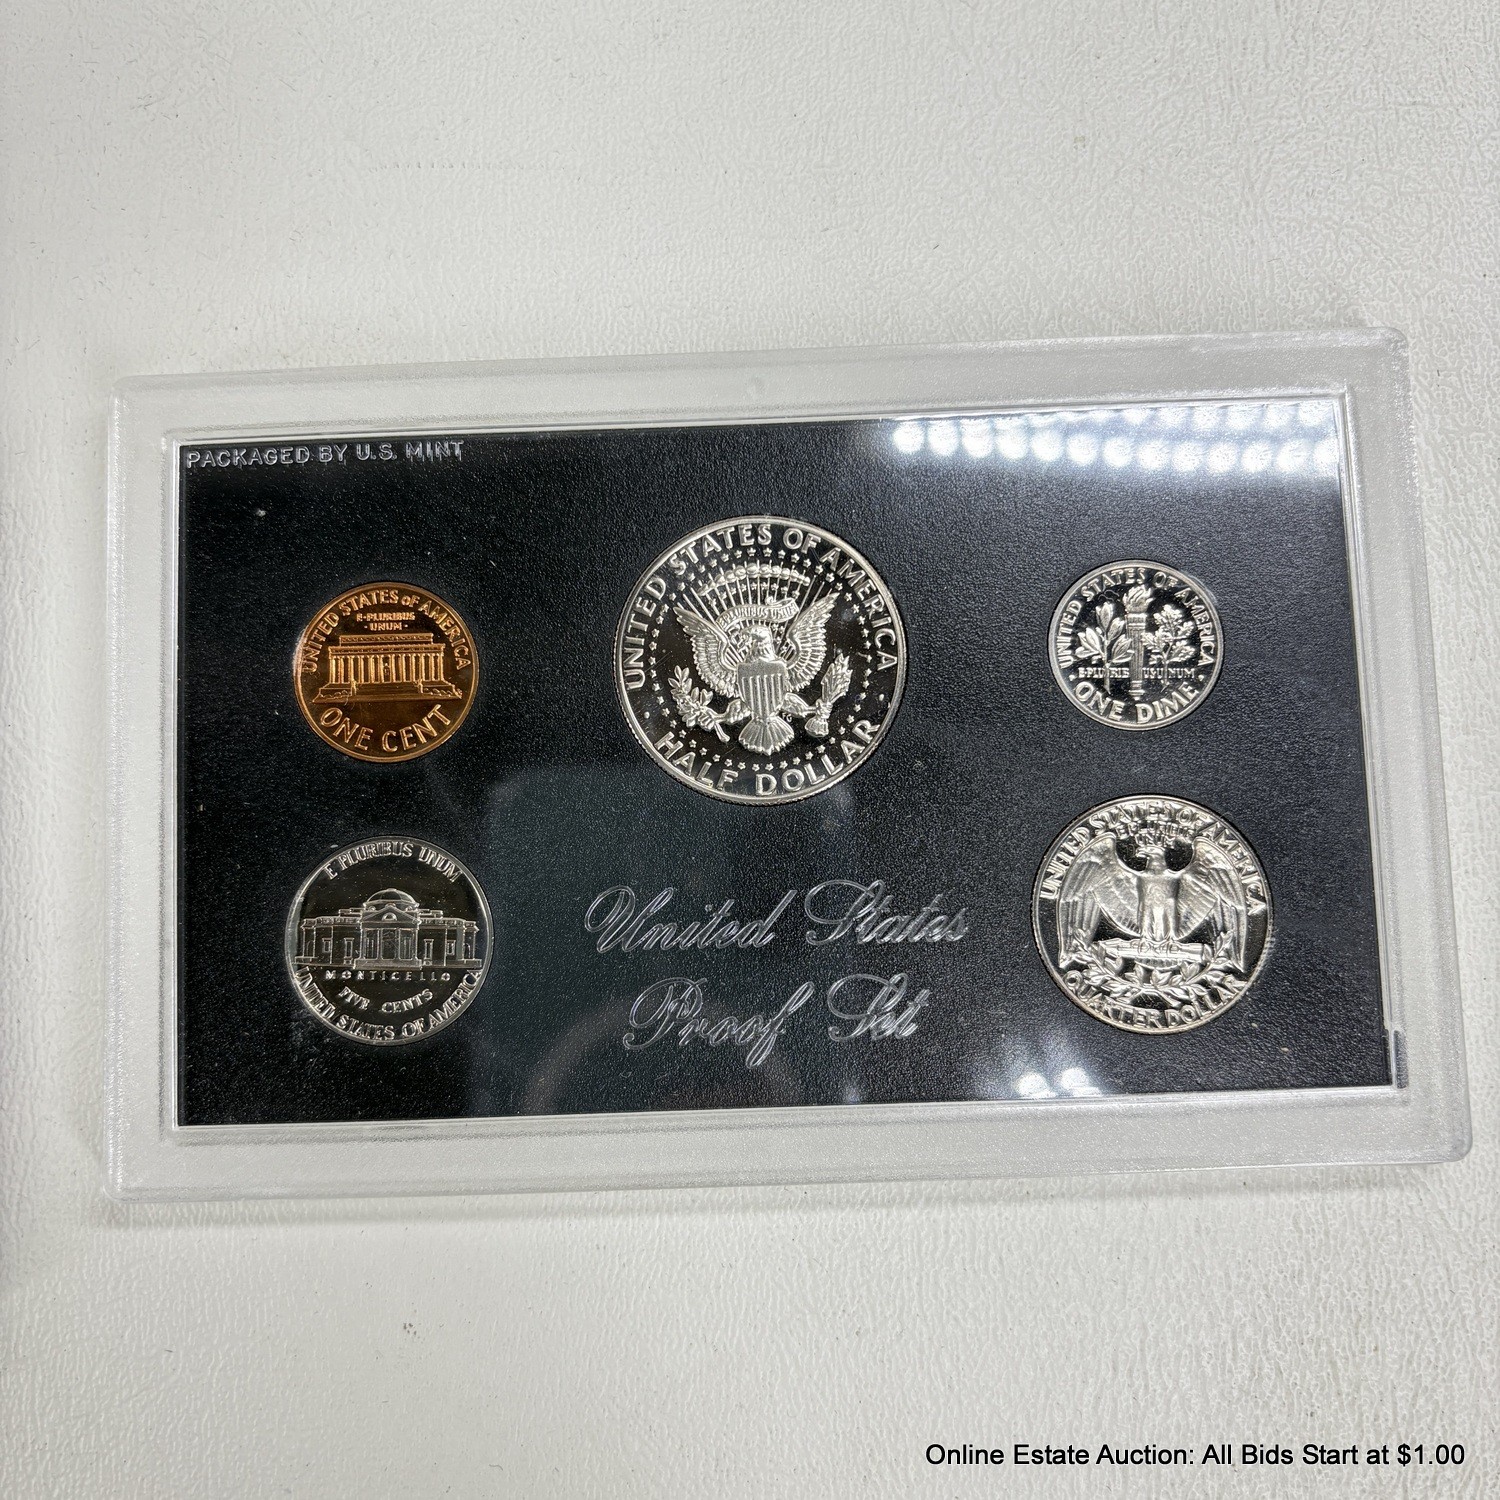 PACKAGED BY U.S. MINT
UNITED STATES OF AMERICA
E·PLURIBUS
·UNUM·
ONE CENT
UNITED STATES OF AMERICA
E PLURIBUS UNUM
HALF DOLLAR
UNITED STATES OF AMERICA
· E·PLURIBUS UNUM ·
ONE DIME
E PLURIBUS UNUM
MONTICELLO
FIVE CENTS
UNITED STATES OF AMERICA
United States
Proof Set
UNITED STATES OF AMERICA
E PLURIBUS UNUM
QUARTER DOLLAR
Online Estate Auction: All Bids Start at $1.00